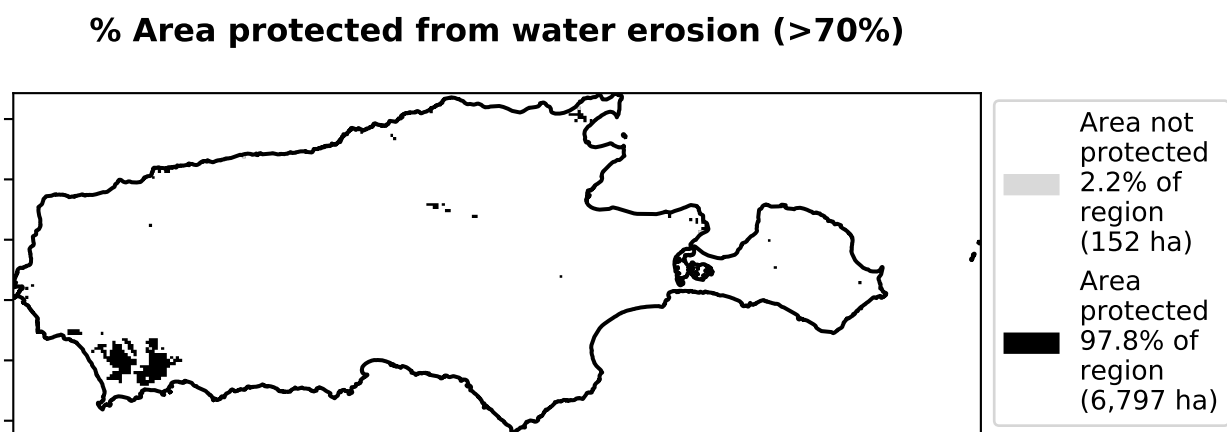 % Area protected from water erosion (>70%)
Area not
protected
2.2% of
region
(152 ha)
Area
protected
97.8% of
region
(6,797 ha)